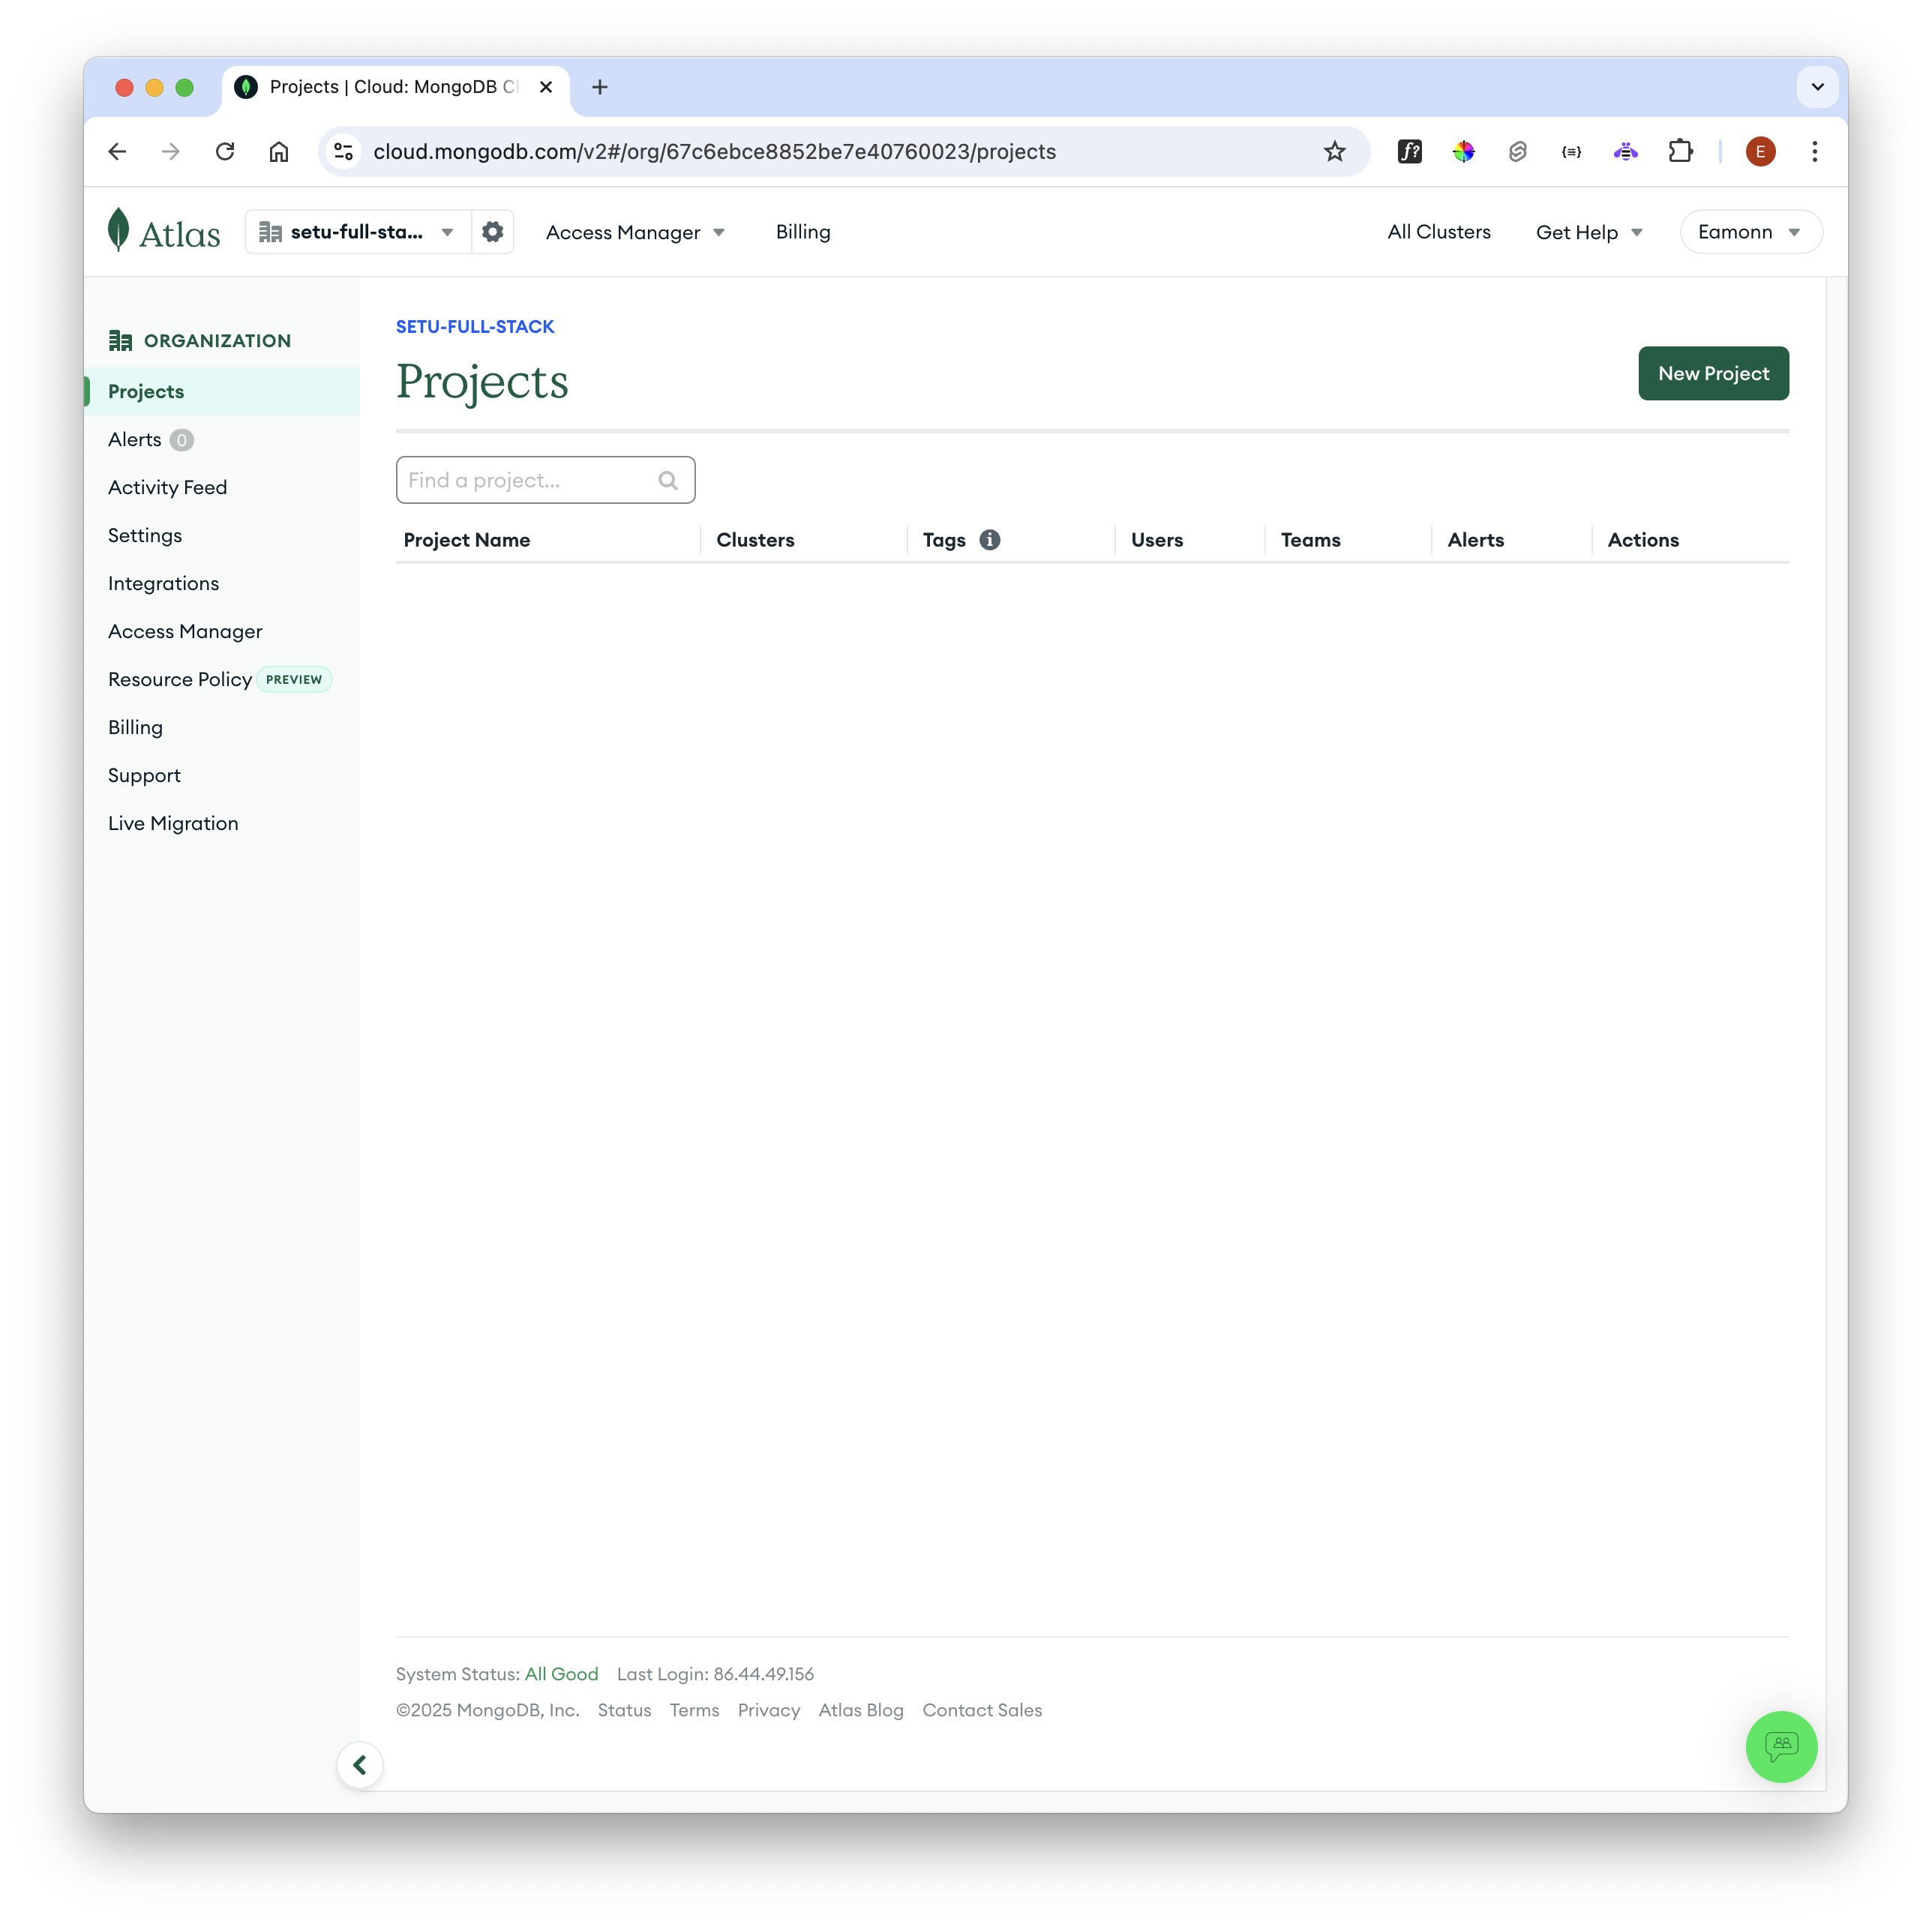 Projects | Cloud: MongoDB Cl
cloud.mongodb.com/v2#/org/67c6ebce8852be7e40760023/projects
f?
{≡}
E
Atlas
setu-full-sta...
Access Manager
Billing
All Clusters
Get Help
Eamonn
ORGANIZATION
Projects
Alerts 0
Activity Feed
Settings
Integrations
Access Manager
Resource Policy PREVIEW
Billing
Support
Live Migration
SETU-FULL-STACK
Projects
New Project
Find a project...
Project Name Clusters Tags Users Teams Alerts Actions
System Status: All Good Last Login: 86.44.49.156
©2025 MongoDB, Inc. Status Terms Privacy Atlas Blog Contact Sales